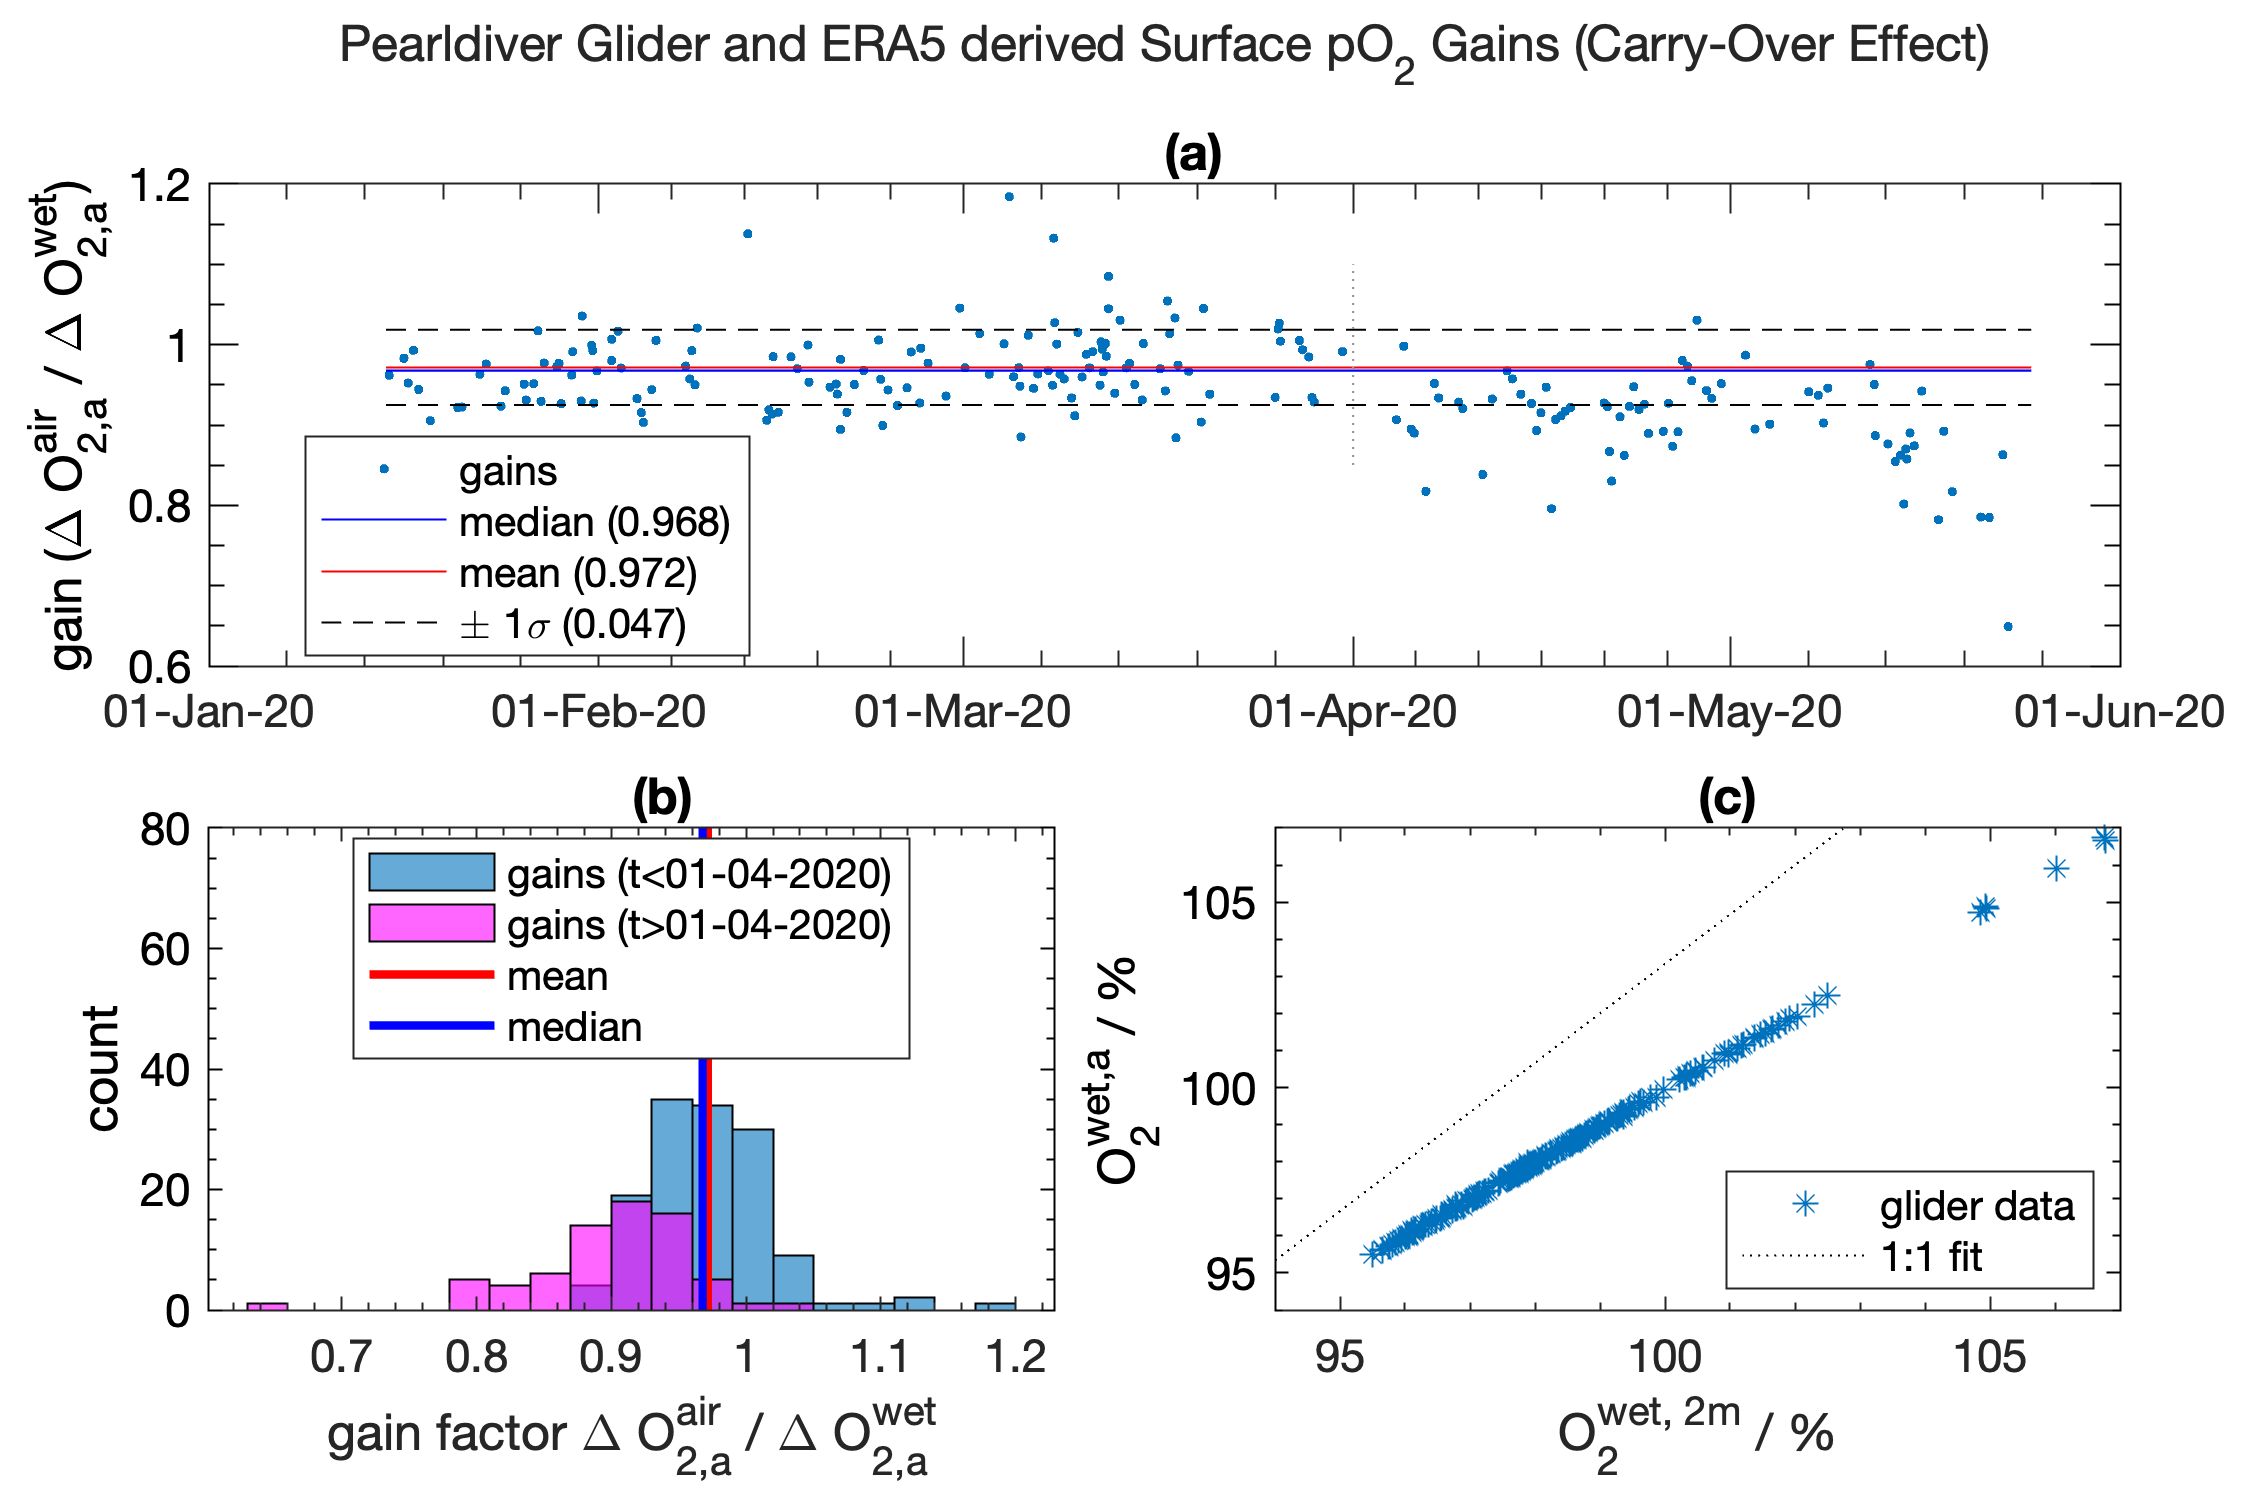 Pearldiver Glider and ERA5 derived Surface pO2 Gains (Carry-Over Effect)
(a)
gain (Δ O2,a^air / Δ O2,a^wet)
1.2
1
0.8
0.6
gains
median (0.968)
mean (0.972)
± 1σ (0.047)
01-Jan-20 01-Feb-20 01-Mar-20 01-Apr-20 01-May-20 01-Jun-20
(b)
count
80
60
40
20
0
gains (t<01-04-2020)
gains (t>01-04-2020)
mean
median
0.7 0.8 0.9 1 1.1 1.2
gain factor Δ O2,a^air / Δ O2,a^wet
(c)
O2^wet,a / %
105
100
95
glider data
1:1 fit
95 100 105
O2^wet, 2m / %